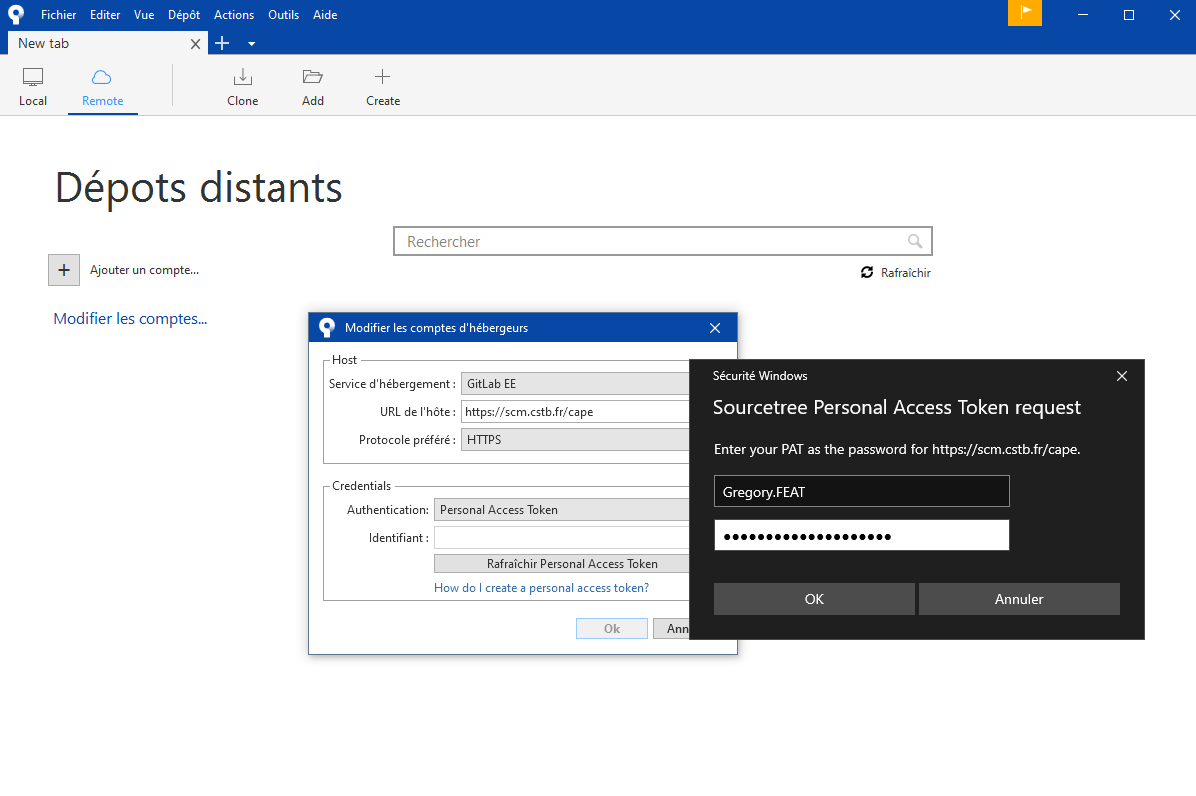 Fichier Editer Vue Dépôt Actions Outils Aide
New tab
Local Remote Clone Add Create
Dépots distants
Rechercher
Ajouter un compte...
Rafraîchir
Modifier les comptes...
Modifier les comptes d'hébergeurs
Host
Service d'hébergement : GitLab EE
URL de l'hôte : https://scm.cstb.fr/cape
Protocole préféré : HTTPS
Credentials
Authentication: Personal Access Token
Identifiant :
Rafraîchir Personal Access Token
How do I create a personal access token?
Ok Ann
Sécurité Windows
Sourcetree Personal Access Token request
Enter your PAT as the password for https://scm.cstb.fr/cape.
Gregory.FEAT
●●●●●●●●●●●●●●●●●●●●
OK Annuler